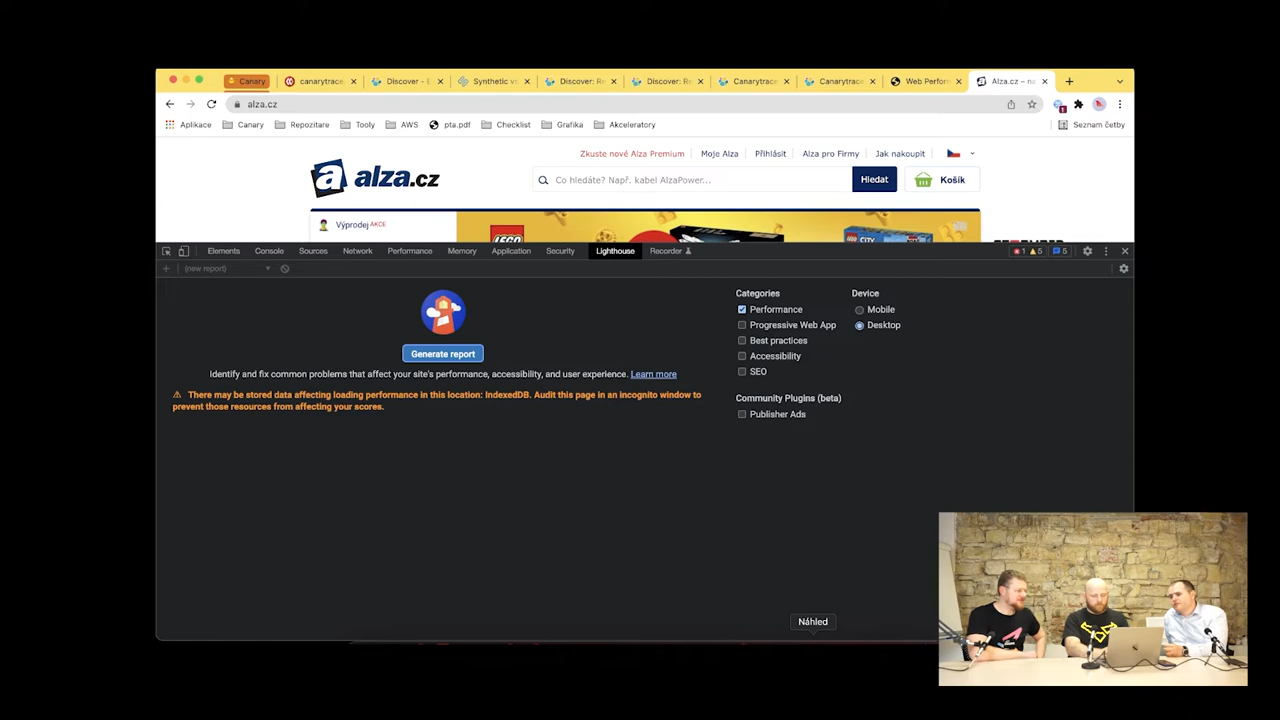 Canary
canarytrace.
Discover - E
Synthetic v
Discover: Re
Discover: Re
Canarytrace
Canarytrace
Web Perform
Alza.cz – na
alza.cz
Aplikace
Canary
Repozitare
Tooly
AWS
pta.pdf
Checklist
Grafika
Akceleratory
Seznam četby
Zkuste nové Alza Premium
Moje Alza
Přihlásit
Alza pro Firmy
Jak nakoupit
alza.cz
Co hledáte? Např. kabel AlzaPower...
Hledat
Košík
Výprodej AKCE
LEGO
CITY
Elements
Console
Sources
Network
Performance
Memory
Application
Security
Lighthouse
Recorder
1
5
5
(new report)
Generate report
Identify and fix common problems that affect your site's performance, accessibility, and user experience. Learn more
There may be stored data affecting loading performance in this location: IndexedDB. Audit this page in an incognito window to
prevent those resources from affecting your scores.
Categories
Performance
Progressive Web App
Best practices
Accessibility
SEO
Community Plugins (beta)
Publisher Ads
Device
Mobile
Desktop
Náhled